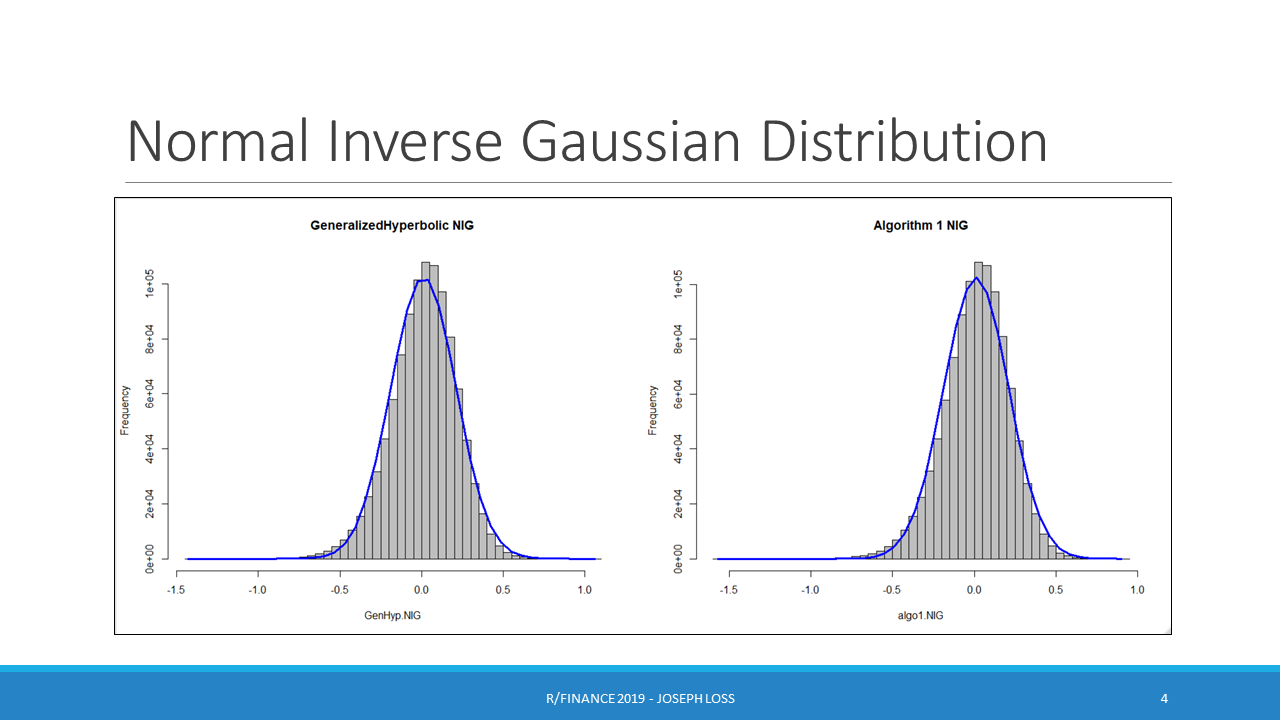 Normal Inverse Gaussian Distribution
GeneralizedHyperbolic NIG
Frequency
1e+05
8e+04
6e+04
4e+04
2e+04
0e+00
-1.5 -1.0 -0.5 0.0 0.5 1.0
GenHyp.NIG
Algorithm 1 NIG
Frequency
1e+05
8e+04
6e+04
4e+04
2e+04
0e+00
-1.5 -1.0 -0.5 0.0 0.5 1.0
algo1.NIG
R/FINANCE 2019 - JOSEPH LOSS
4